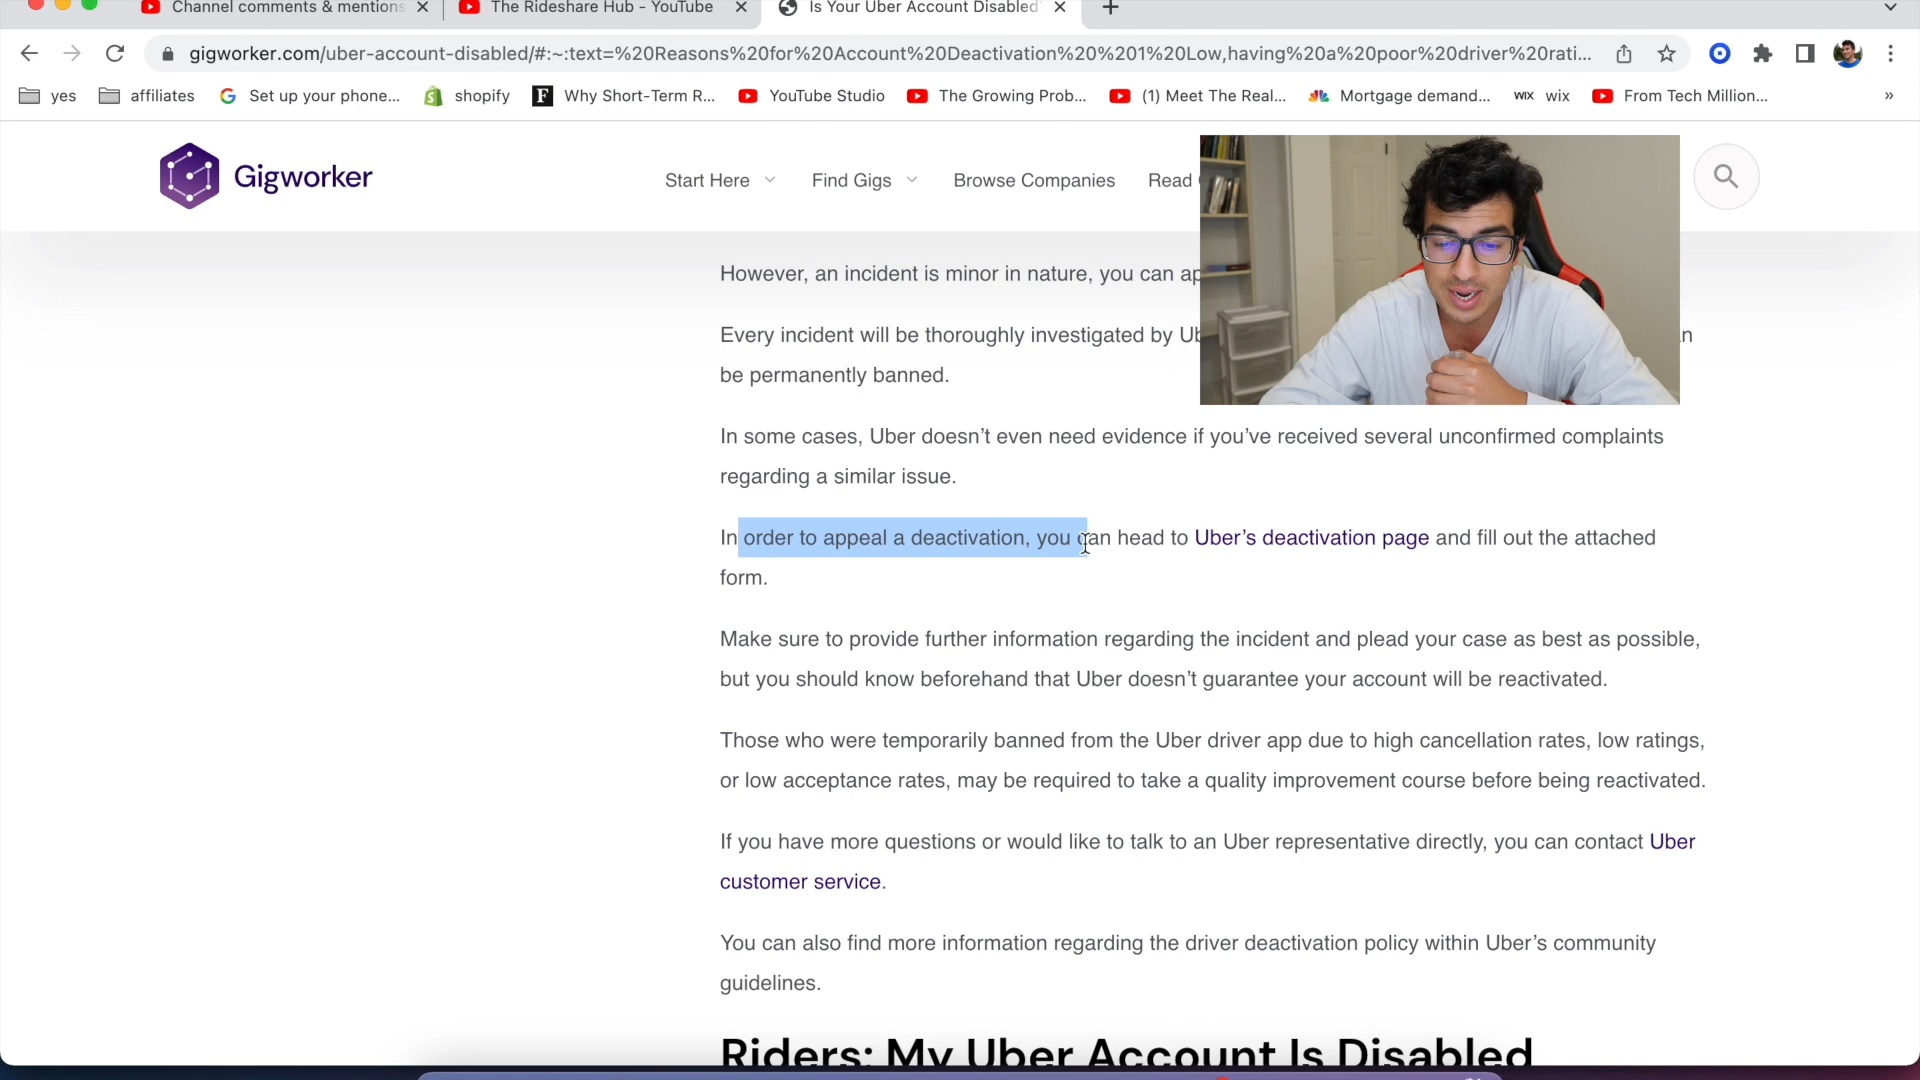 Channel comments & mentions
The Rideshare Hub - YouTube
Is Your Uber Account Disabled
gigworker.com/uber-account-disabled/#:~:text=%20Reasons%20for%20Account%20Deactivation%20%201%20Low,having%20a%20poor%20driver%20rati...
yes
affiliates
Set up your phone...
shopify
Why Short-Term R...
YouTube Studio
The Growing Prob...
(1) Meet The Real...
Mortgage demand...
WIX wix
From Tech Million...
»
Gigworker
Start Here
Find Gigs
Browse Companies
Read
However, an incident is minor in nature, you can ap
Every incident will be thoroughly investigated by Ub
be permanently banned.
In some cases, Uber doesn’t even need evidence if you’ve received several unconfirmed complaints
regarding a similar issue.
In order to appeal a deactivation, you can head to Uber’s deactivation page and fill out the attached
form.
Make sure to provide further information regarding the incident and plead your case as best as possible,
but you should know beforehand that Uber doesn’t guarantee your account will be reactivated.
Those who were temporarily banned from the Uber driver app due to high cancellation rates, low ratings,
or low acceptance rates, may be required to take a quality improvement course before being reactivated.
If you have more questions or would like to talk to an Uber representative directly, you can contact Uber
customer service.
You can also find more information regarding the driver deactivation policy within Uber’s community
guidelines.
Riders: My Uber Account Is Disabled